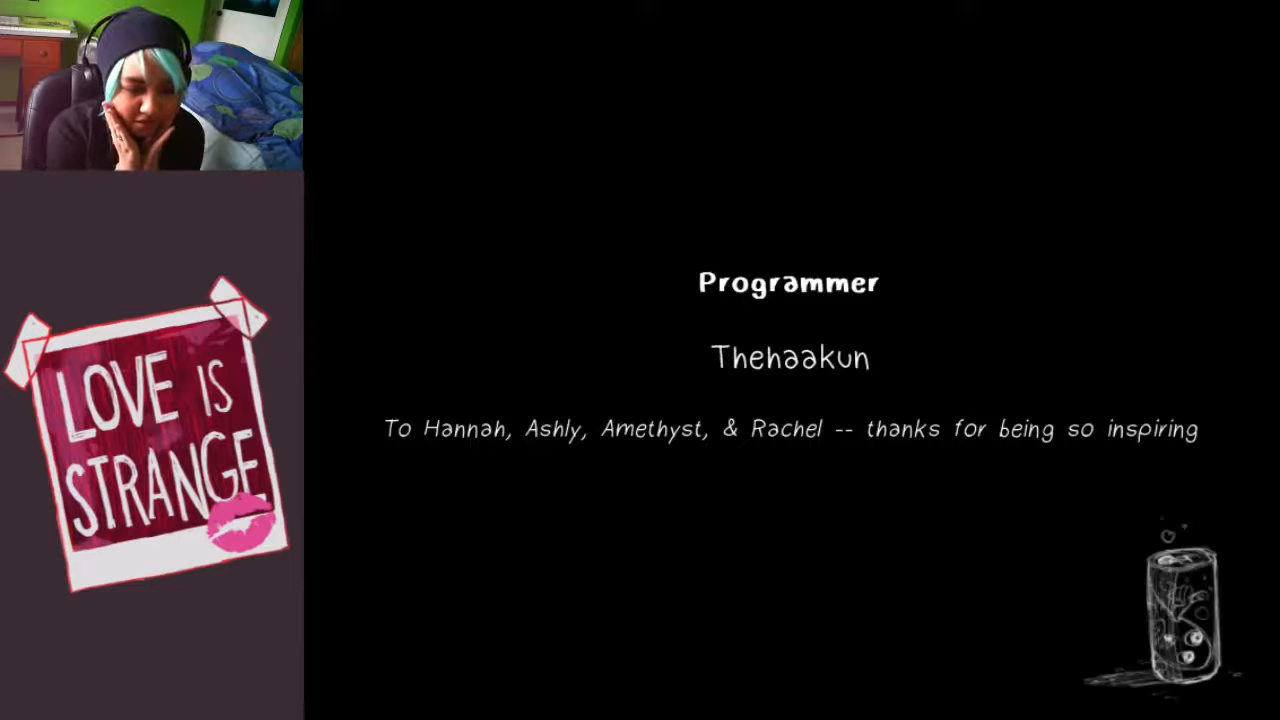 LOVE IS
STRANGE
Programmer
Thehaakun
To Hannah, Ashly, Amethyst, & Rachel -- thanks for being so inspiring